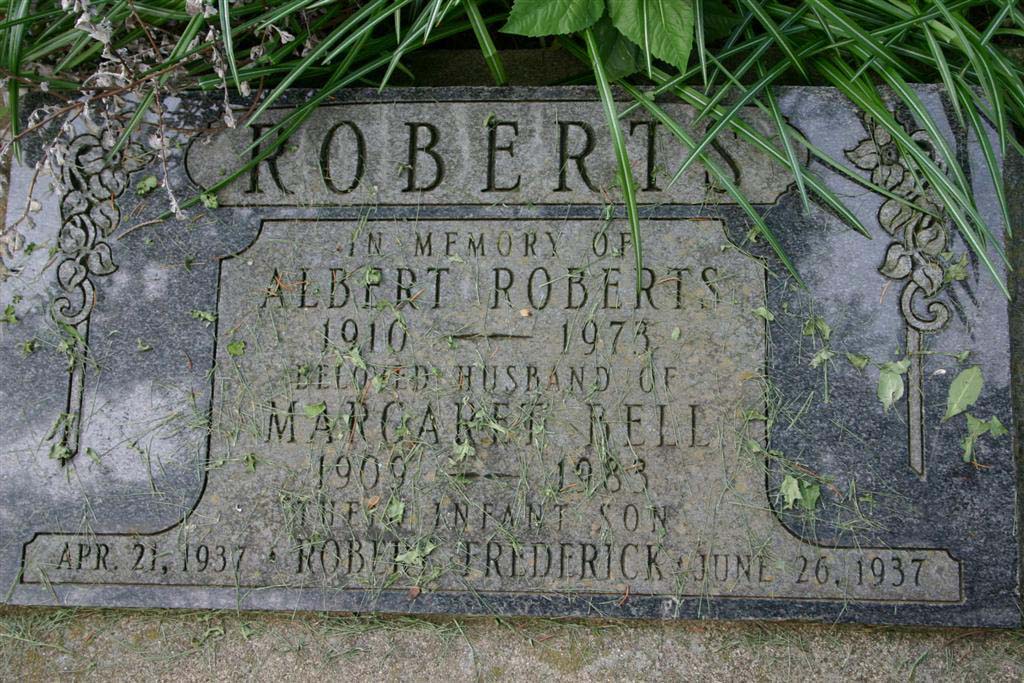 ROBERTS
IN MEMORY OF
ALBERT ROBERTS
1910 — 1973
BELOVED HUSBAND OF
MARGARET BELL
1909 — 1983
THEIR INFANT SON
APR. 21, 1937 · ROBERT FREDERICK · JUNE 26, 1937